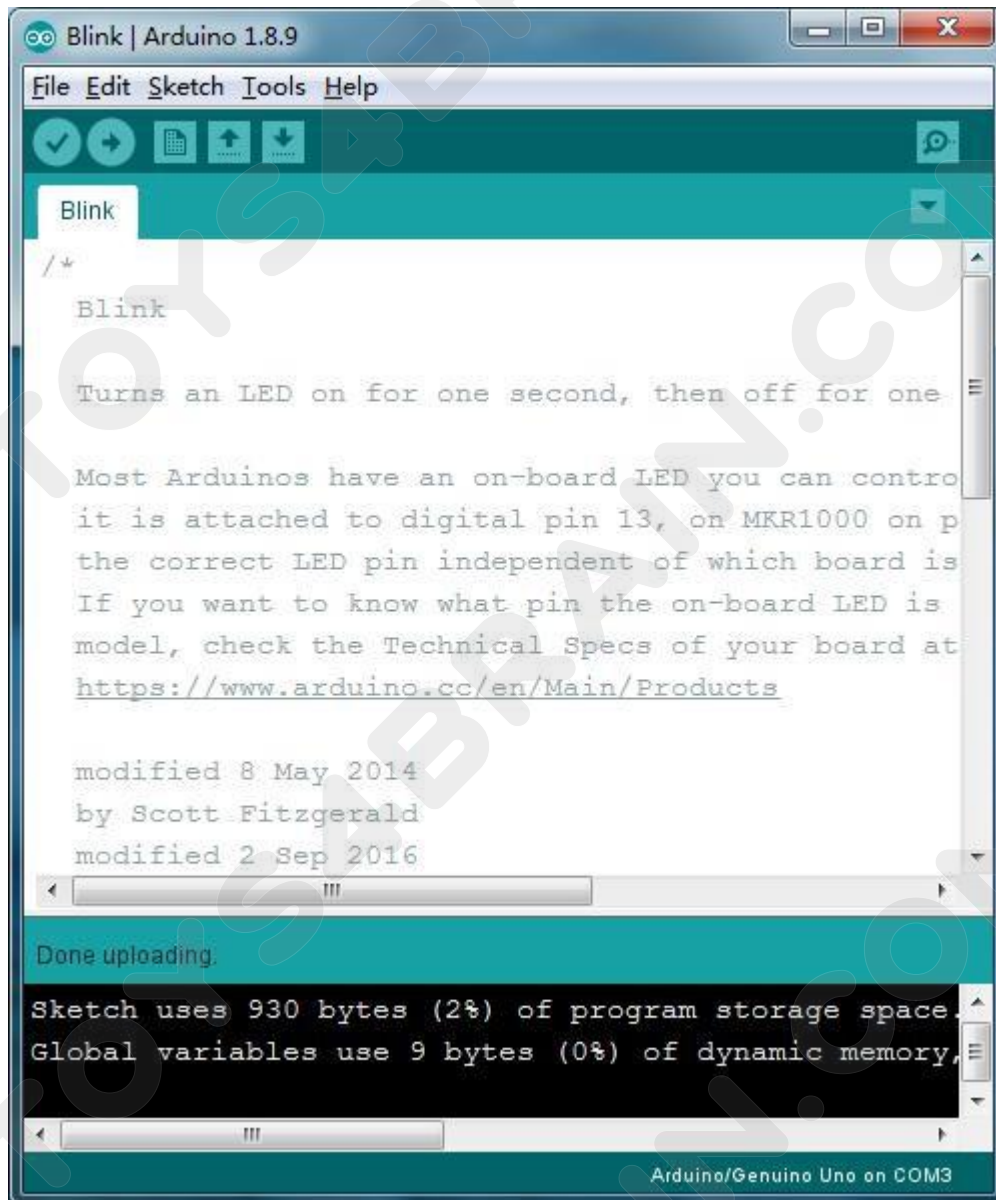 Blink | Arduino 1.8.9
File Edit Sketch Tools Help
Blink
/*
Blink
Turns an LED on for one second, then off for one
Most Arduinos have an on-board LED you can contro
it is attached to digital pin 13, on MKR1000 on p
the correct LED pin independent of which board is
If you want to know what pin the on-board LED is
model, check the Technical Specs of your board at
https://www.arduino.cc/en/Main/Products
modified 8 May 2014
by Scott Fitzgerald
modified 2 Sep 2016
Done uploading.
Sketch uses 930 bytes (2%) of program storage space.
Global variables use 9 bytes (0%) of dynamic memory,
Arduino/Genuino Uno on COM3
TOYS4BRAIN.COM